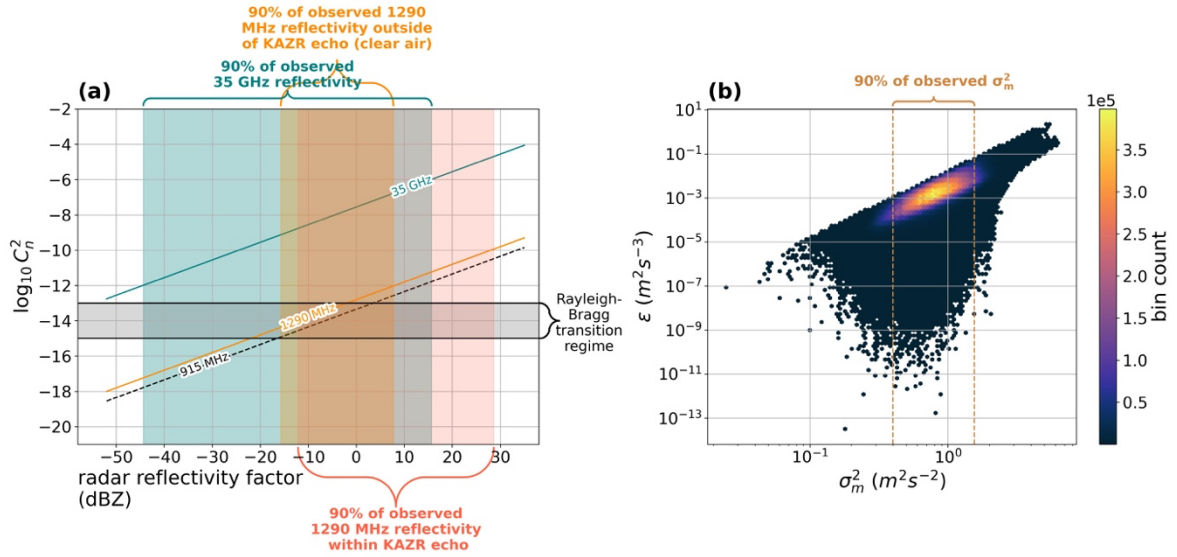 90% of observed 1290
MHz reflectivity outside
of KAZR echo (clear air)
90% of observed
35 GHz reflectivity
(a)
−2
−4
−6
−8
−10
−12
−14
−16
−18
−20
log₁₀ Cₙ²
35 GHz
1290 MHz
915 MHz
Rayleigh-
Bragg
transition
regime
−50 −40 −30 −20 −10 0 10 20 30
radar reflectivity factor
(dBZ)
90% of observed
1290 MHz reflectivity
within KAZR echo
90% of observed σₘ²
(b)
10¹
10⁻¹
10⁻³
10⁻⁵
10⁻⁷
10⁻⁹
10⁻¹¹
10⁻¹³
ε (m²s⁻³)
10⁻¹ 10⁰
σₘ² (m²s⁻²)
1e5
3.5
3.0
2.5
2.0
1.5
1.0
0.5
bin count